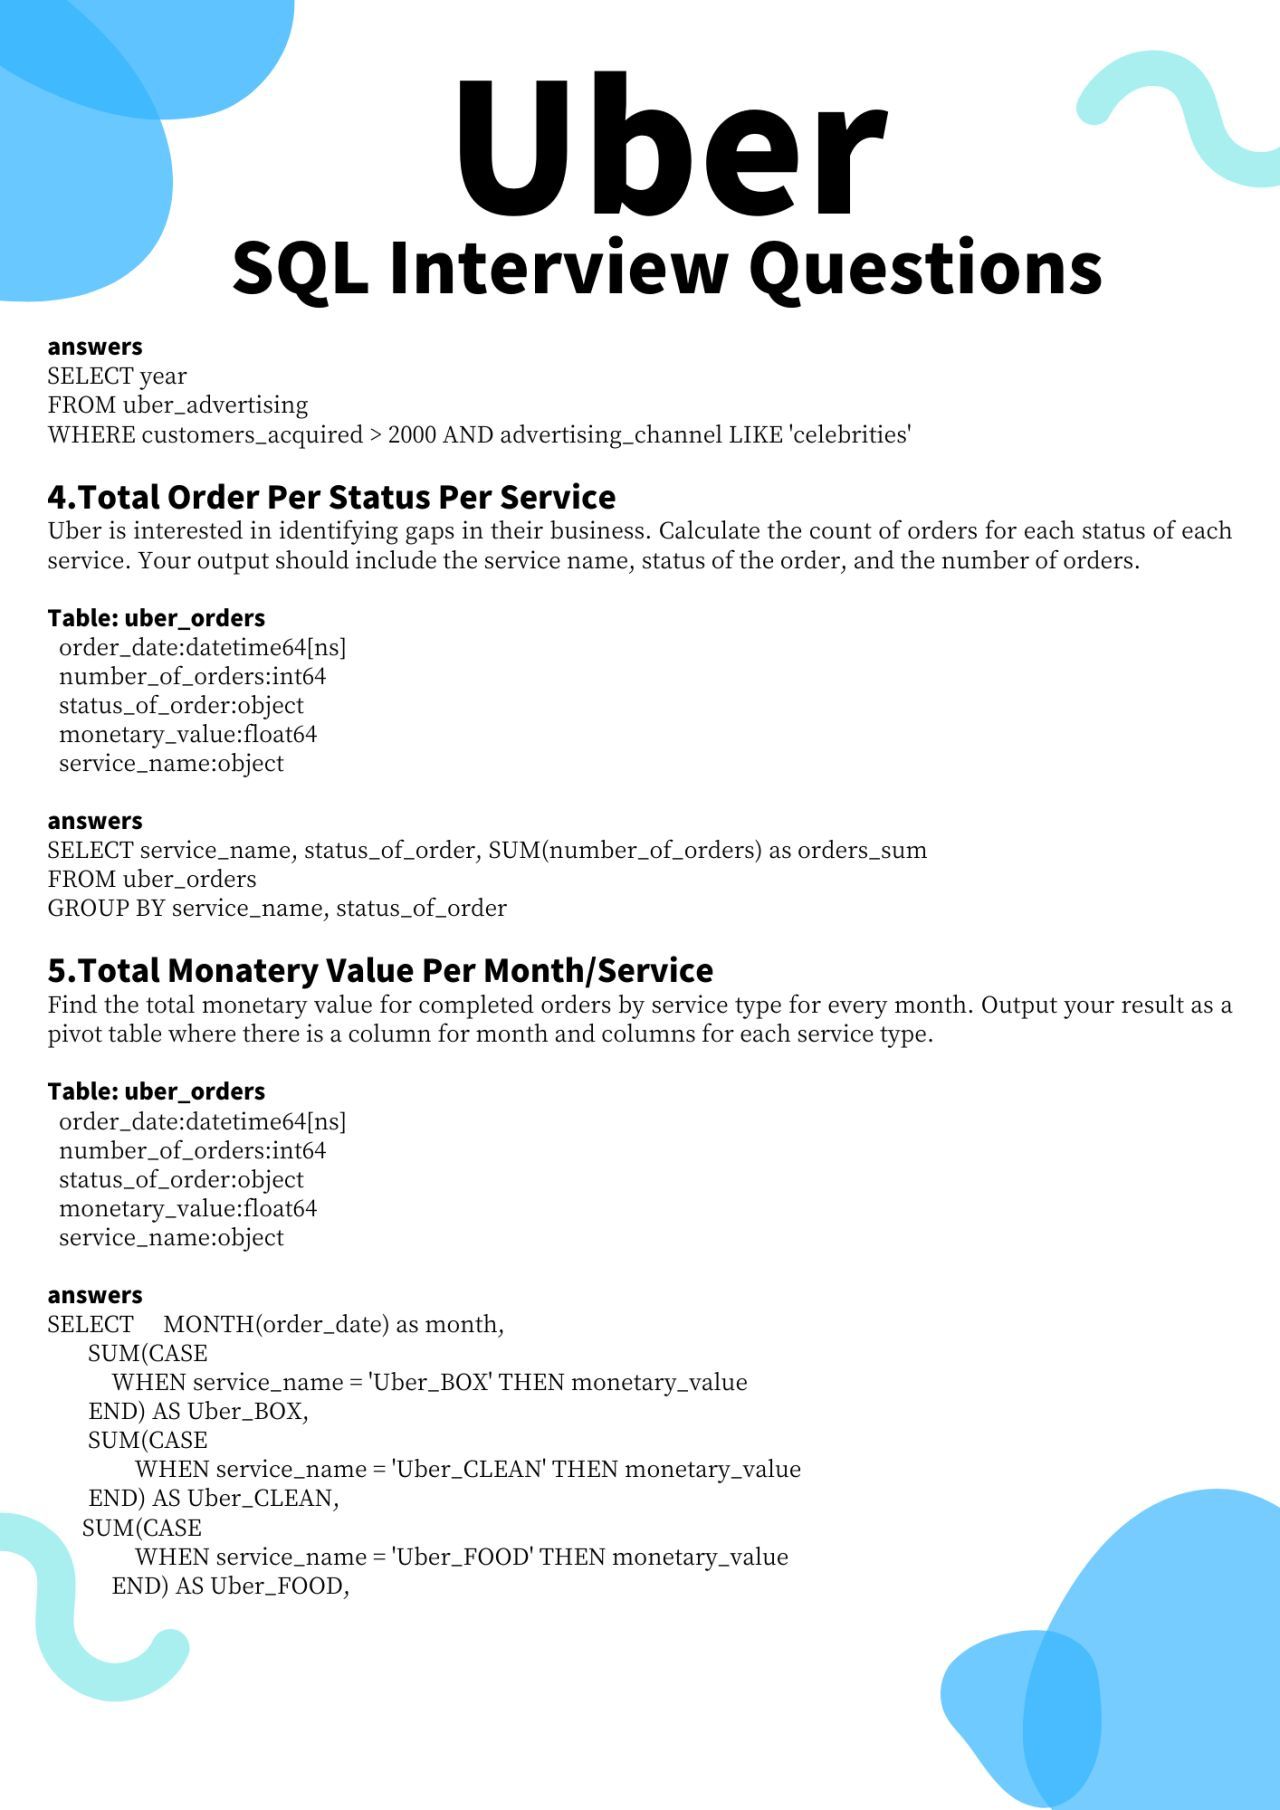 Uber
SQL Interview Questions
answers
SELECT year
FROM uber_advertising
WHERE customers_acquired > 2000 AND advertising_channel LIKE 'celebrities'
4.Total Order Per Status Per Service
Uber is interested in identifying gaps in their business. Calculate the count of orders for each status of each
service. Your output should include the service name, status of the order, and the number of orders.
Table: uber_orders
order_date:datetime64[ns]
number_of_orders:int64
status_of_order:object
monetary_value:float64
service_name:object
answers
SELECT service_name, status_of_order, SUM(number_of_orders) as orders_sum
FROM uber_orders
GROUP BY service_name, status_of_order
5.Total Monatery Value Per Month/Service
Find the total monetary value for completed orders by service type for every month. Output your result as a
pivot table where there is a column for month and columns for each service type.
Table: uber_orders
order_date:datetime64[ns]
number_of_orders:int64
status_of_order:object
monetary_value:float64
service_name:object
answers
SELECT MONTH(order_date) as month,
SUM(CASE
WHEN service_name = 'Uber_BOX' THEN monetary_value
END) AS Uber_BOX,
SUM(CASE
WHEN service_name = 'Uber_CLEAN' THEN monetary_value
END) AS Uber_CLEAN,
SUM(CASE
WHEN service_name = 'Uber_FOOD' THEN monetary_value
END) AS Uber_FOOD,